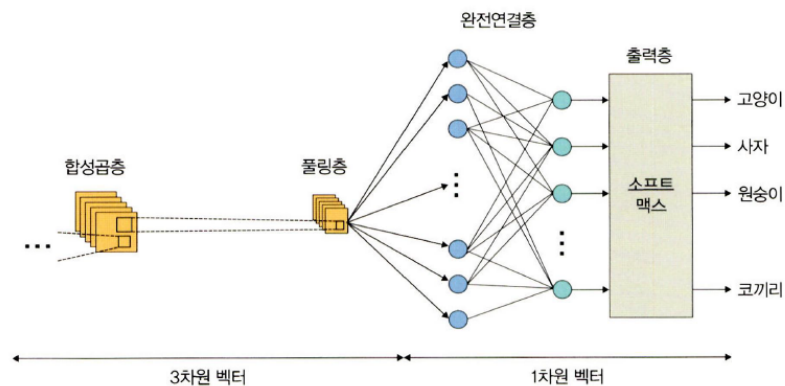 완전연결층
출력층
합성곱층
풀링층
고양이
사자
소프트
맥스
원숭이
코끼리
3차원 벡터
1차원 벡터